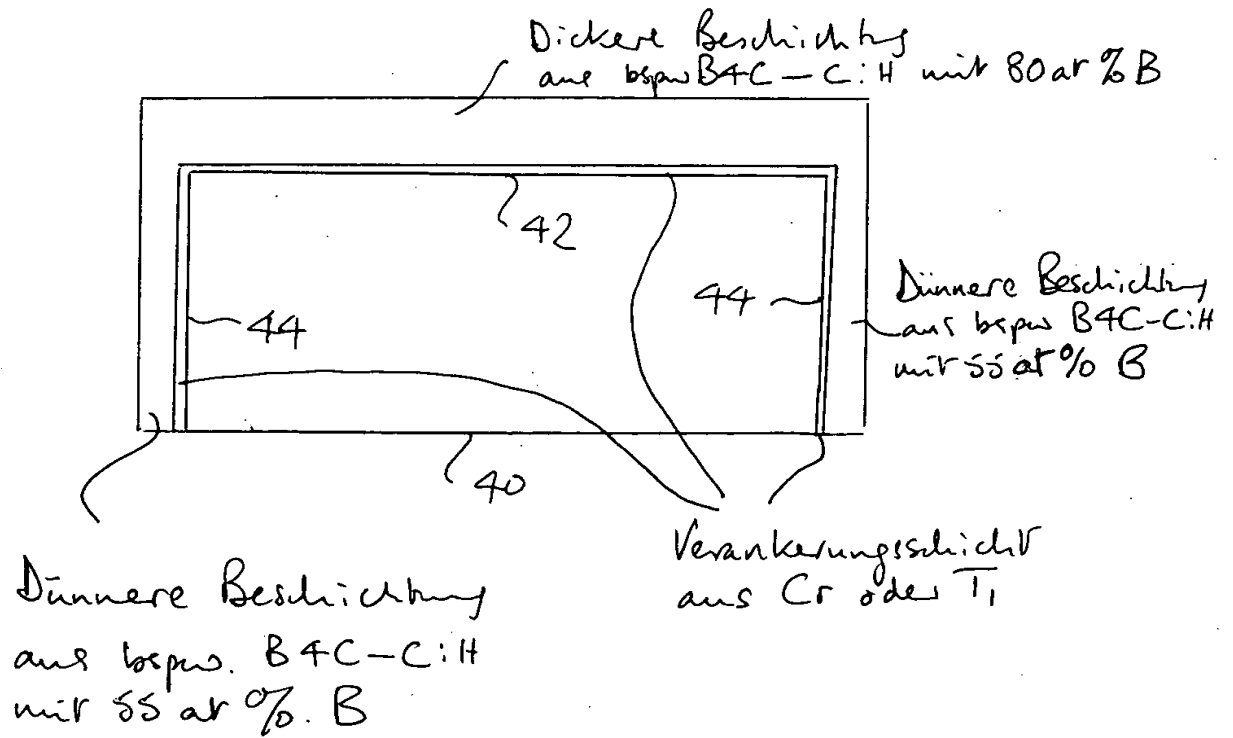 Dickere Beschichtung
aus bspw B4C – C:H mit 80 at % B
42
44
44
Dünnere Beschichtung
aus bspw B4C-C:H
mit 55 at % B
40
Verankerungsschicht
aus Cr oder Ti
Dünnere Beschichtung
aus bspw. B4C – C:H
mit 55 at %. B